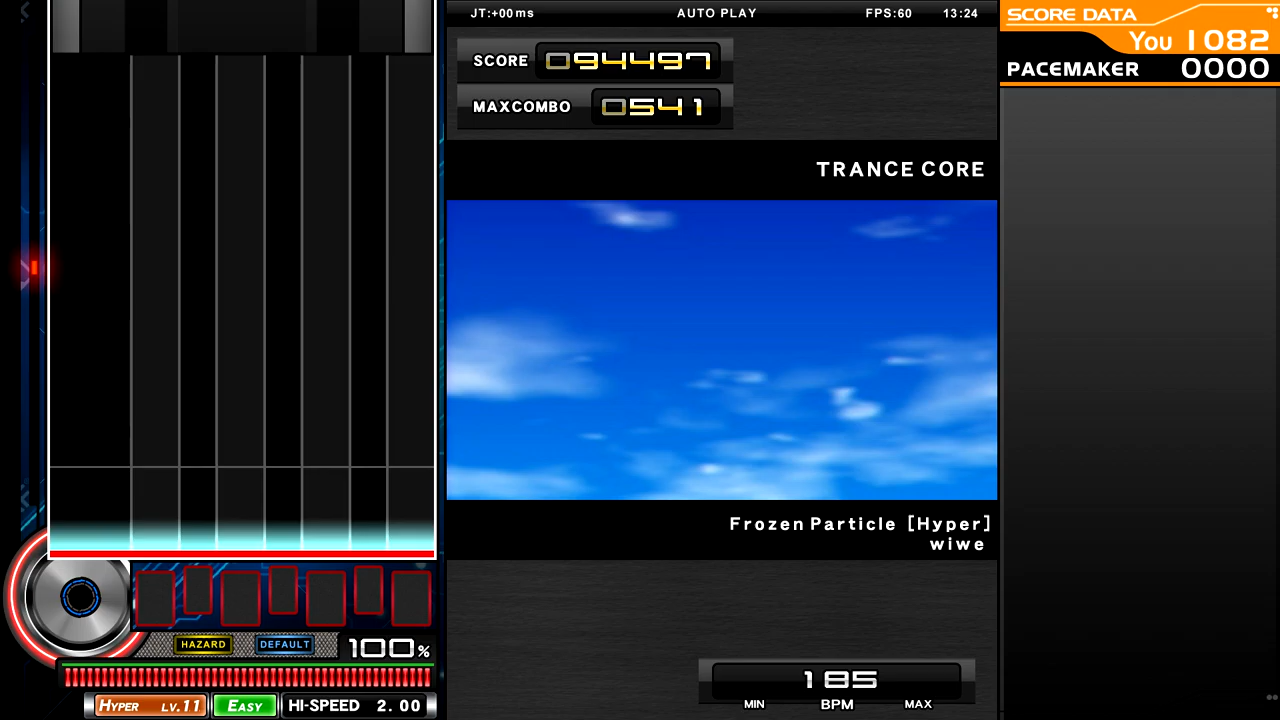 JT:+00ms AUTO PLAY FPS:60 13:24
SCORE 094497
MAXCOMBO 0541
SCORE DATA
YOU 1082
PACEMAKER 0000
TRANCE CORE
Frozen Particle [Hyper]
wiwe
HAZARD DEFAULT 100%
HYPER LV.11 EASY HI-SPEED 2.00
185
MIN BPM MAX